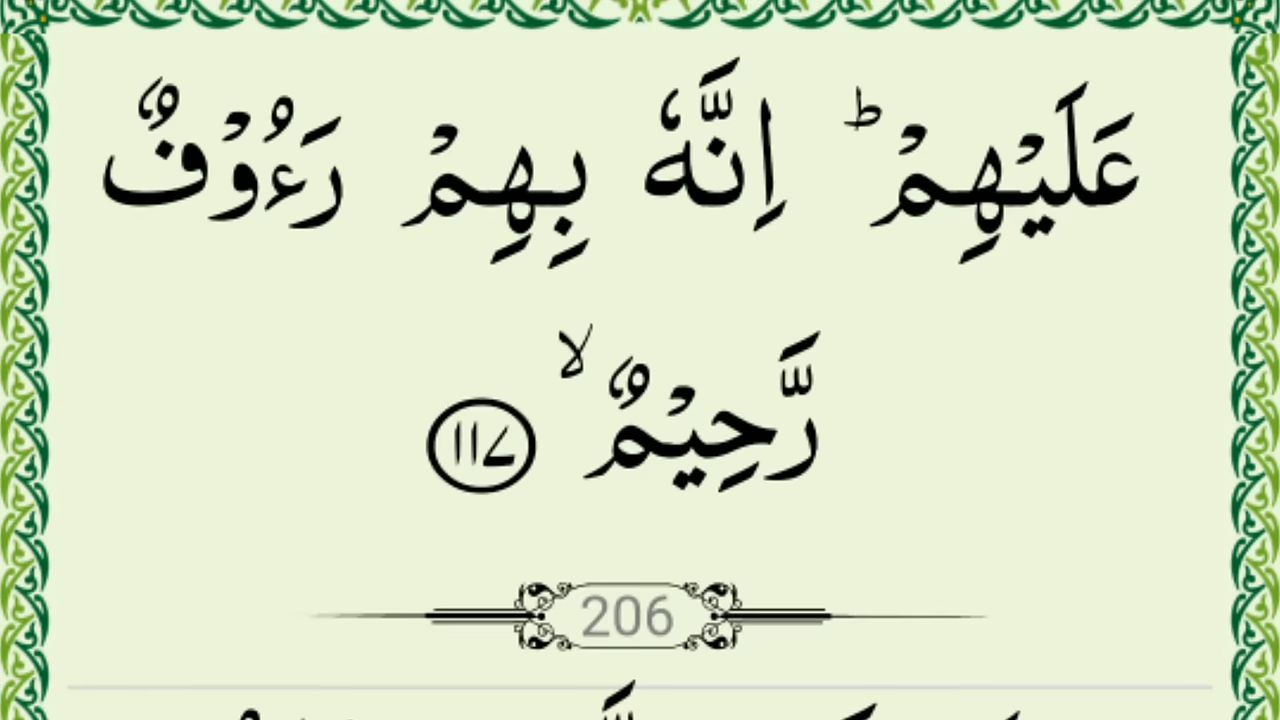 عَلَيْهِمْ ؕ اِنَّهٗ بِهِمْ رَءُوْفٌ
رَّحِيْمٌ ۙ ﴿۱۱۷﴾
206